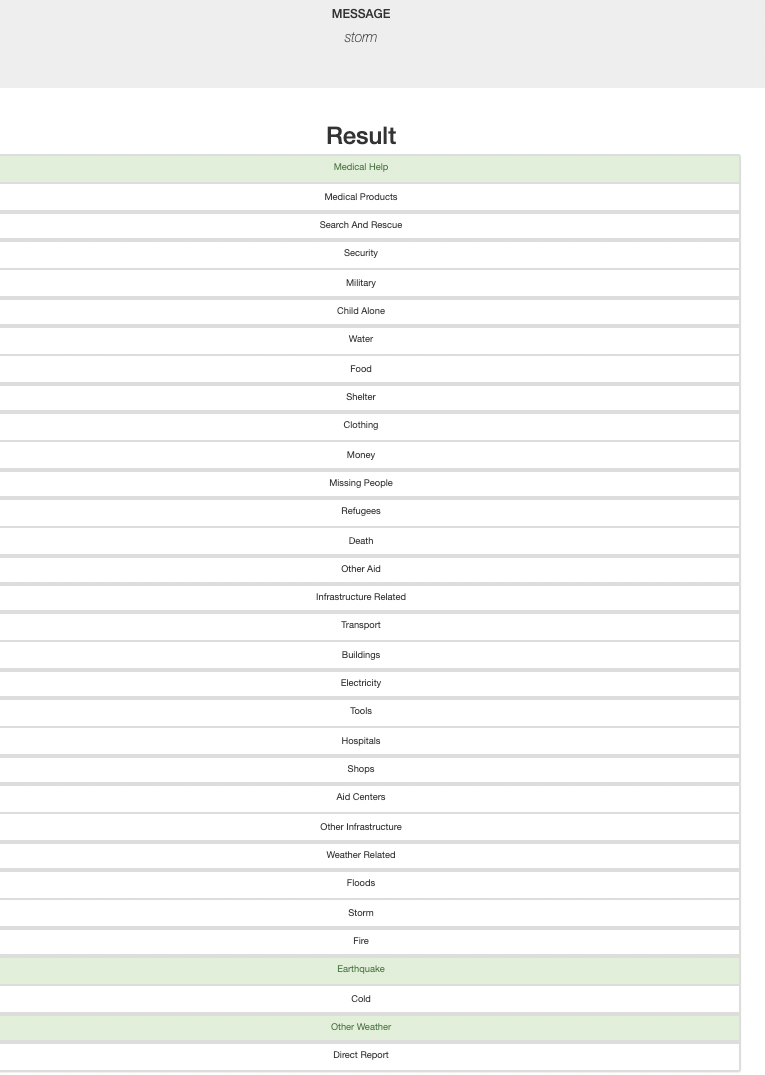 MESSAGE
storm
Result
Medical Help
Medical Products
Search And Rescue
Security
Military
Child Alone
Water
Food
Shelter
Clothing
Money
Missing People
Refugees
Death
Other Aid
Infrastructure Related
Transport
Buildings
Electricity
Tools
Hospitals
Shops
Aid Centers
Other Infrastructure
Weather Related
Floods
Storm
Fire
Earthquake
Cold
Other Weather
Direct Report